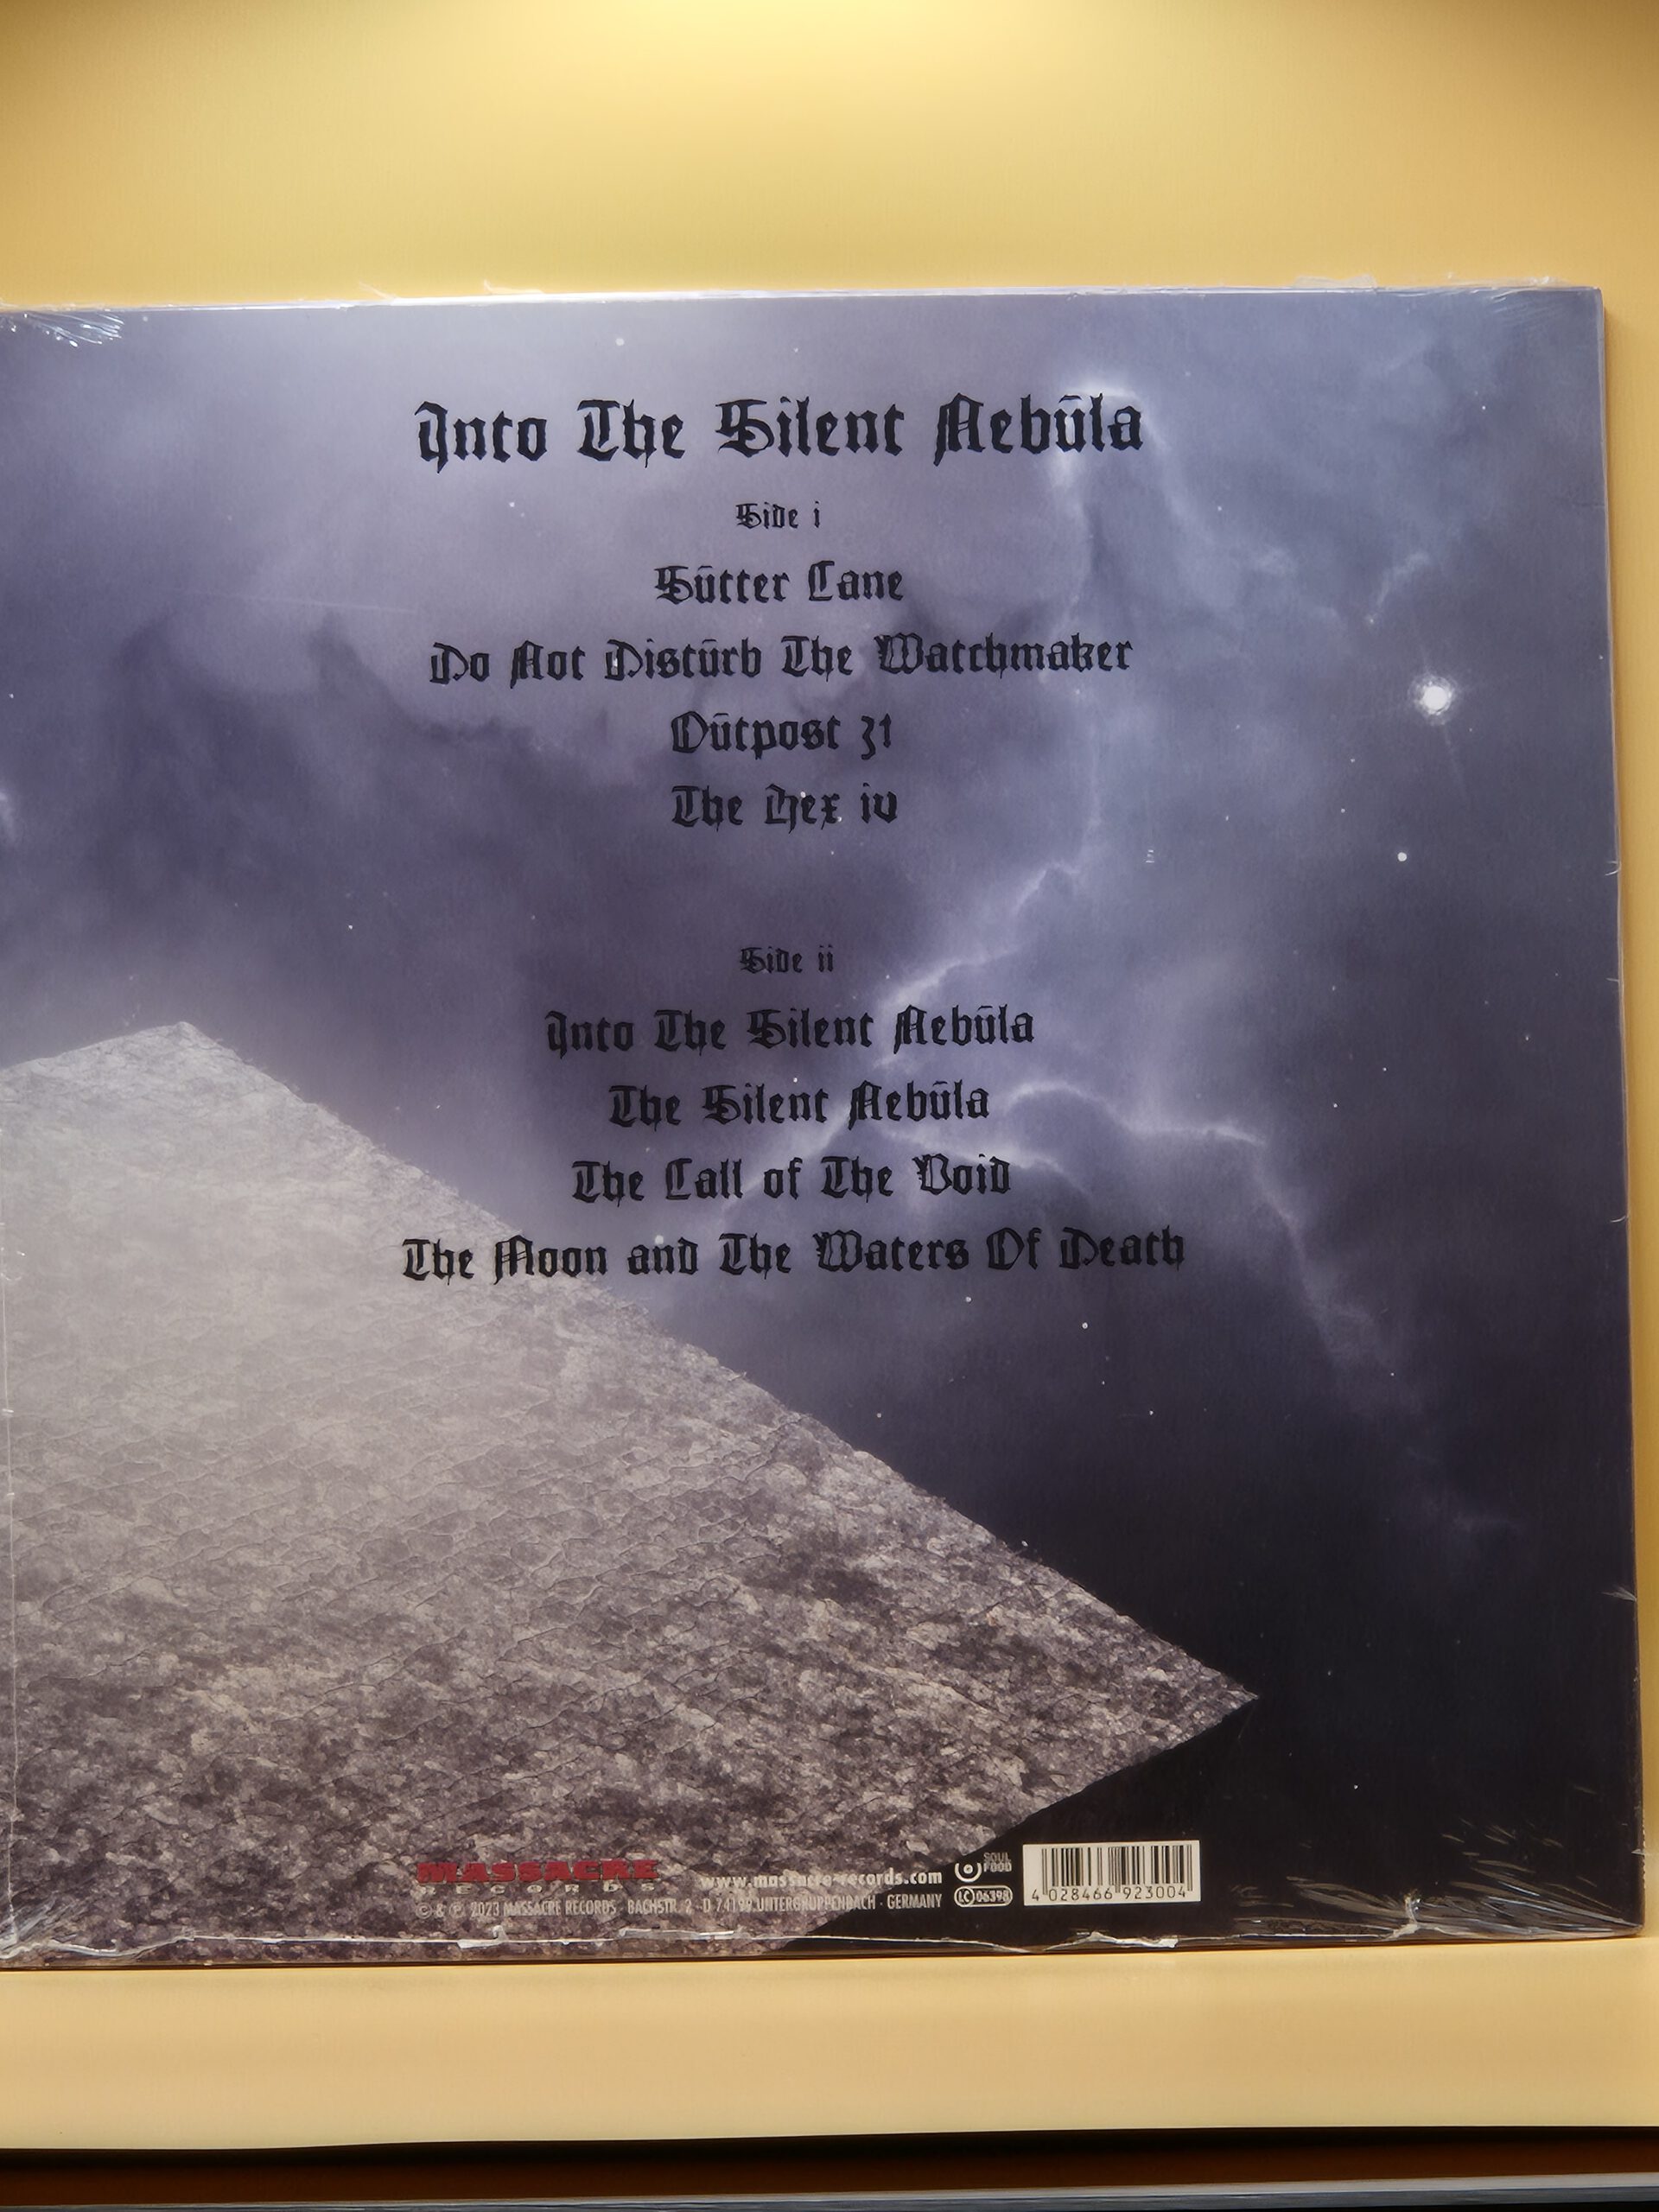 Into The Silent Nebūla
Side i
Sūtter Cane
Do Not Distūrb The Watchmaker
Oūtpost 31
The Hex iv
Side ii
Into The Silent Nebūla
The Silent Nebūla
The Call of The Void
The Moon and The Waters Of Death
MASSACRE
RECORDS
www.massacre-records.com
SOUL
FOOD
© & ℗ 2023 MASSACRE RECORDS · BACHSTR. 2 · D 74199 UNTERGRUPPENBACH · GERMANY
LC 06398
4 028466 923004